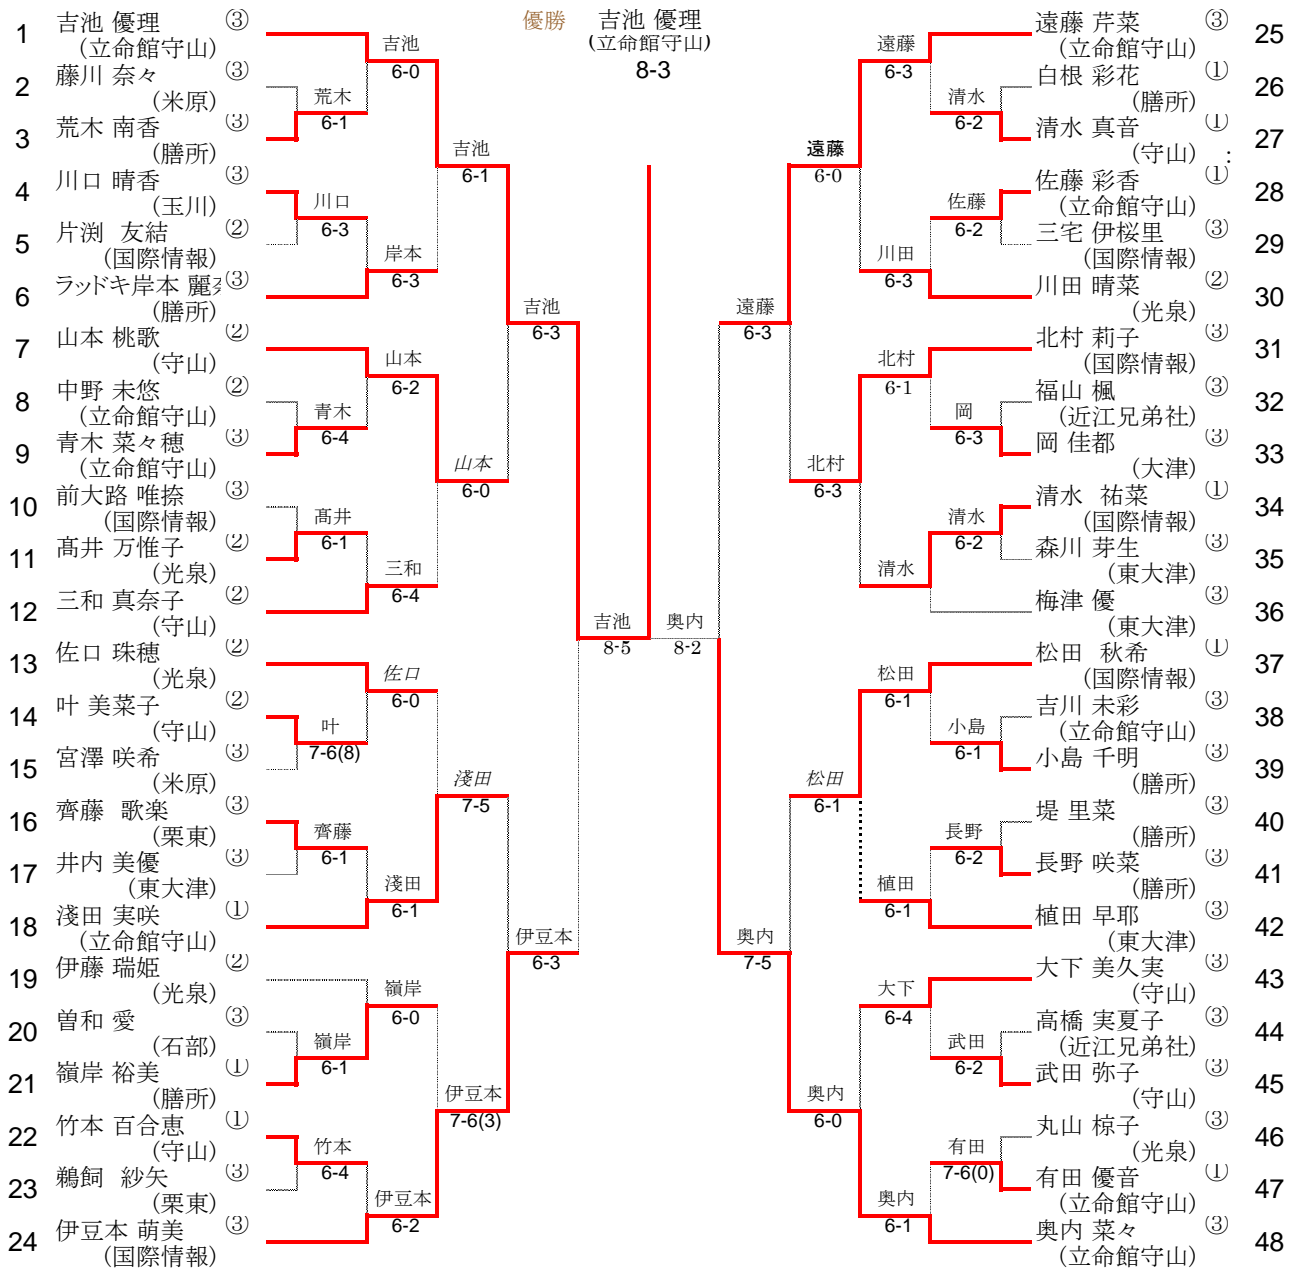 優勝 吉池 優理
(立命館守山)
8-3
1 吉池 優理 ③
(立命館守山)
2 藤川 奈々 ③
(米原)
3 荒木 南香 ③
(膳所)
4 川口 晴香 ③
(玉川)
5 片渕 友結 ②
(国際情報)
6 ラッドキ岸本 麗 ③
(膳所)
7 山本 桃歌 ②
(守山)
8 中野 未悠 ②
(立命館守山)
9 青木 菜々穂 ③
(立命館守山)
10 前大路 唯捺 ③
(国際情報)
11 髙井 万惟子 ②
(光泉)
12 三和 真奈子 ②
(守山)
13 佐口 珠穂 ②
(光泉)
14 叶 美菜子 ②
(守山)
15 宮澤 咲希 ③
(米原)
16 齊藤 歌楽 ③
(栗東)
17 井内 美優 ③
(東大津)
18 淺田 実咲 ①
(立命館守山)
19 伊藤 瑞姫 ②
(光泉)
20 曽和 愛 ③
(石部)
21 嶺岸 裕美 ①
(膳所)
22 竹本 百合恵 ①
(守山)
23 鵜飼 紗矢 ③
(栗東)
24 伊豆本 萌美 ③
(国際情報)
荒木
6-1
川口
6-3
青木
6-4
髙井
6-1
叶
7-6(8)
齊藤
6-1
嶺岸
6-1
竹本
6-4
吉池
6-0
岸本
6-3
山本
6-2
三和
6-4
佐口
6-0
淺田
6-1
嶺岸
6-0
伊豆本
6-2
吉池
6-1
山本
6-0
淺田
7-5
伊豆本
7-6(3)
吉池
6-3
伊豆本
6-3
吉池
8-5
奥内
8-2
遠藤
6-3
奥内
7-5
遠藤
6-0
北村
6-3
松田
6-1
奥内
6-0
遠藤
6-3
川田
6-3
北村
6-1
清水
松田
6-1
植田
6-1
大下
6-4
奥内
6-1
清水
6-2
佐藤
6-2
岡
6-3
清水
6-2
小島
6-1
長野
6-2
武田
6-2
有田
7-6(0)
遠藤 芹菜 ③ 25
(立命館守山)
白根 彩花 ① 26
(膳所)
清水 真音 ① 27
(守山) :
佐藤 彩香 ① 28
(立命館守山)
三宅 伊桜里 ③ 29
(国際情報)
川田 晴菜 ② 30
(光泉)
北村 莉子 ③ 31
(国際情報)
福山 楓 ③ 32
(近江兄弟社)
岡 佳都 ③ 33
(大津)
清水 祐菜 ① 34
(国際情報)
森川 芽生 ③ 35
(東大津)
梅津 優 ③ 36
(東大津)
松田 秋希 ① 37
(国際情報)
吉川 未彩 ③ 38
(立命館守山)
小島 千明 ③ 39
(膳所)
堤 里菜 ③ 40
(膳所)
長野 咲菜 ③ 41
(膳所)
植田 早耶 ③ 42
(東大津)
大下 美久実 ③ 43
(守山)
高橋 実夏子 ③ 44
(近江兄弟社)
武田 弥子 ③ 45
(守山)
丸山 椋子 ③ 46
(光泉)
有田 優音 ① 47
(立命館守山)
奥内 菜々 ③ 48
(立命館守山)